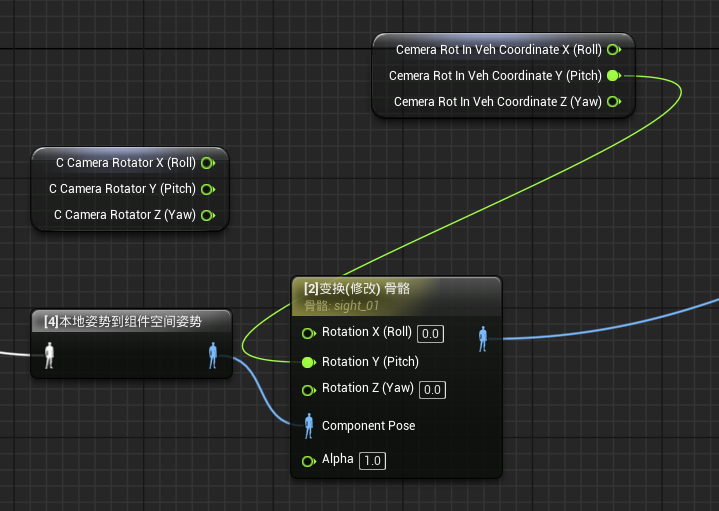 Cemera Rot In Veh Coordinate X (Roll)
Cemera Rot In Veh Coordinate Y (Pitch)
Cemera Rot In Veh Coordinate Z (Yaw)
C Camera Rotator X (Roll)
C Camera Rotator Y (Pitch)
C Camera Rotator Z (Yaw)
[2]变换(修改) 骨骼
骨骼: sight_01
[4]本地姿势到组件空间姿势
Rotation X (Roll) 0.0
Rotation Y (Pitch)
Rotation Z (Yaw) 0.0
Component Pose
Alpha 1.0